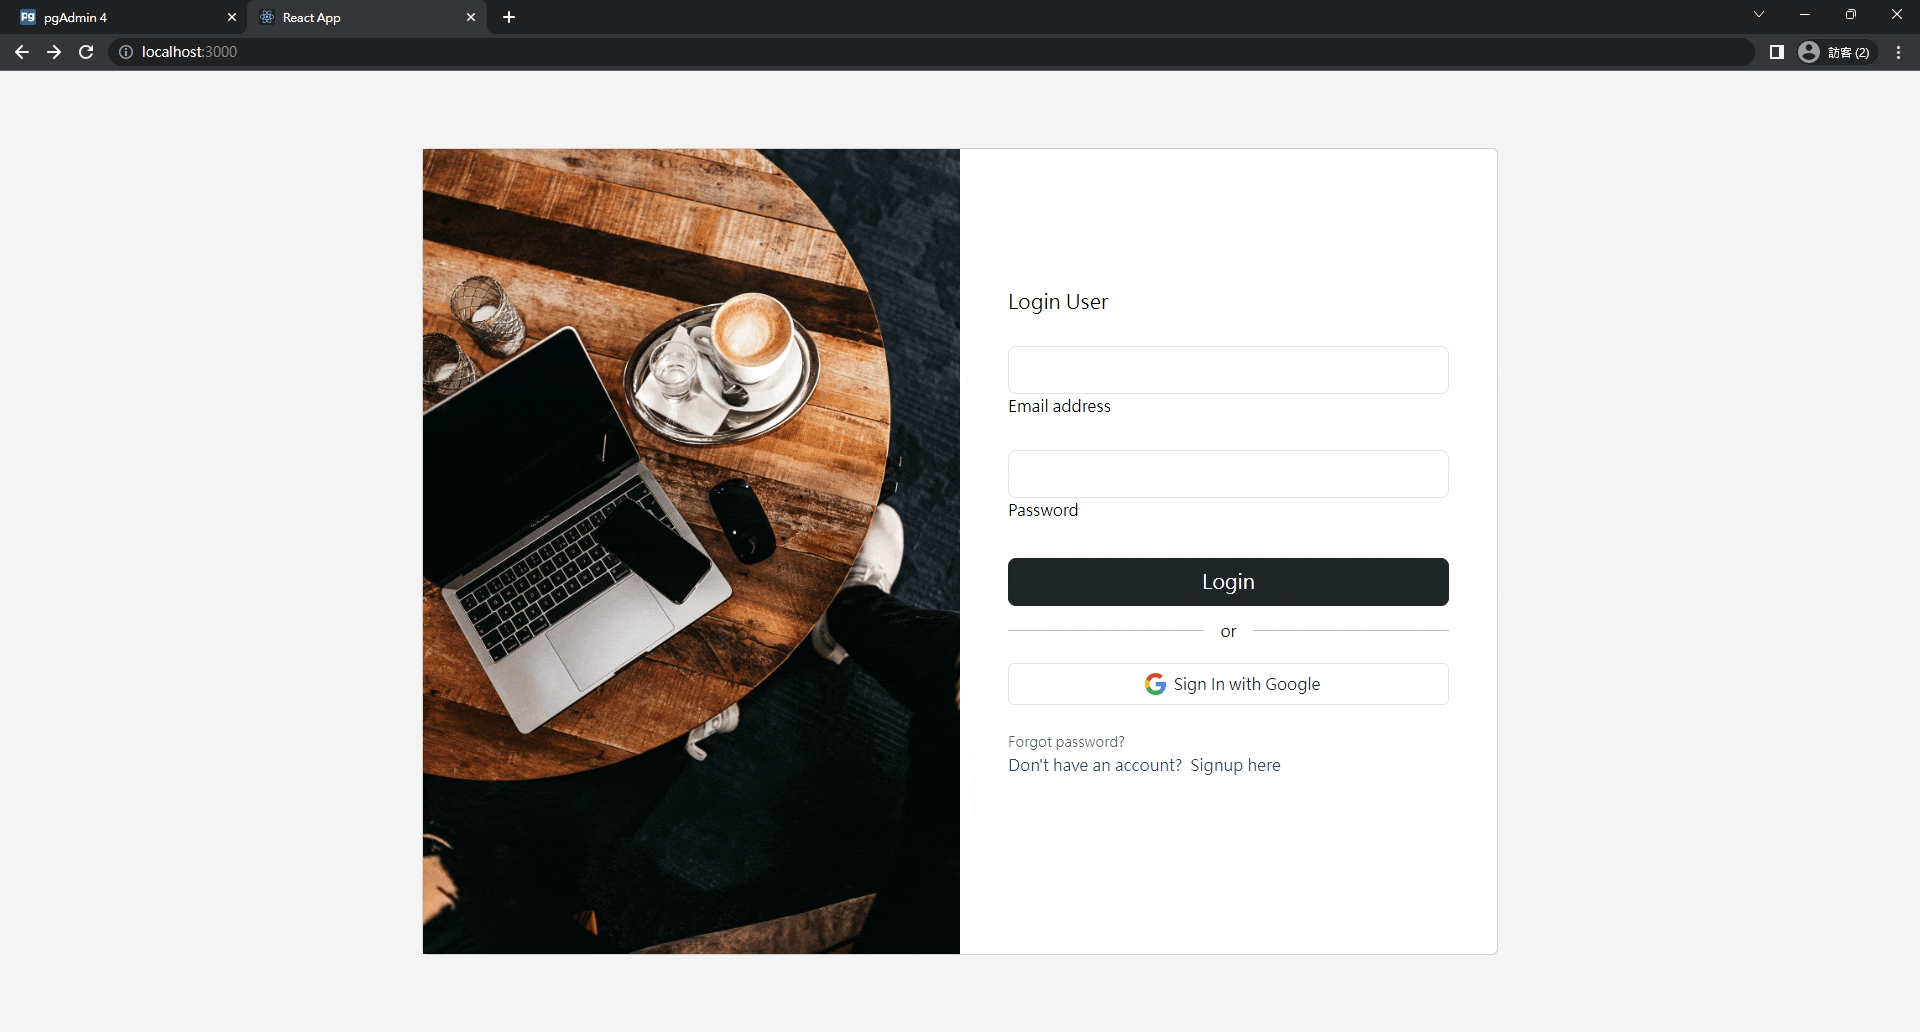 pgAdmin 4
React App
localhost:3000
訪客 (2)
Login User
Email address
Password
Login
or
Sign In with Google
Forgot password?
Don't have an account? Signup here